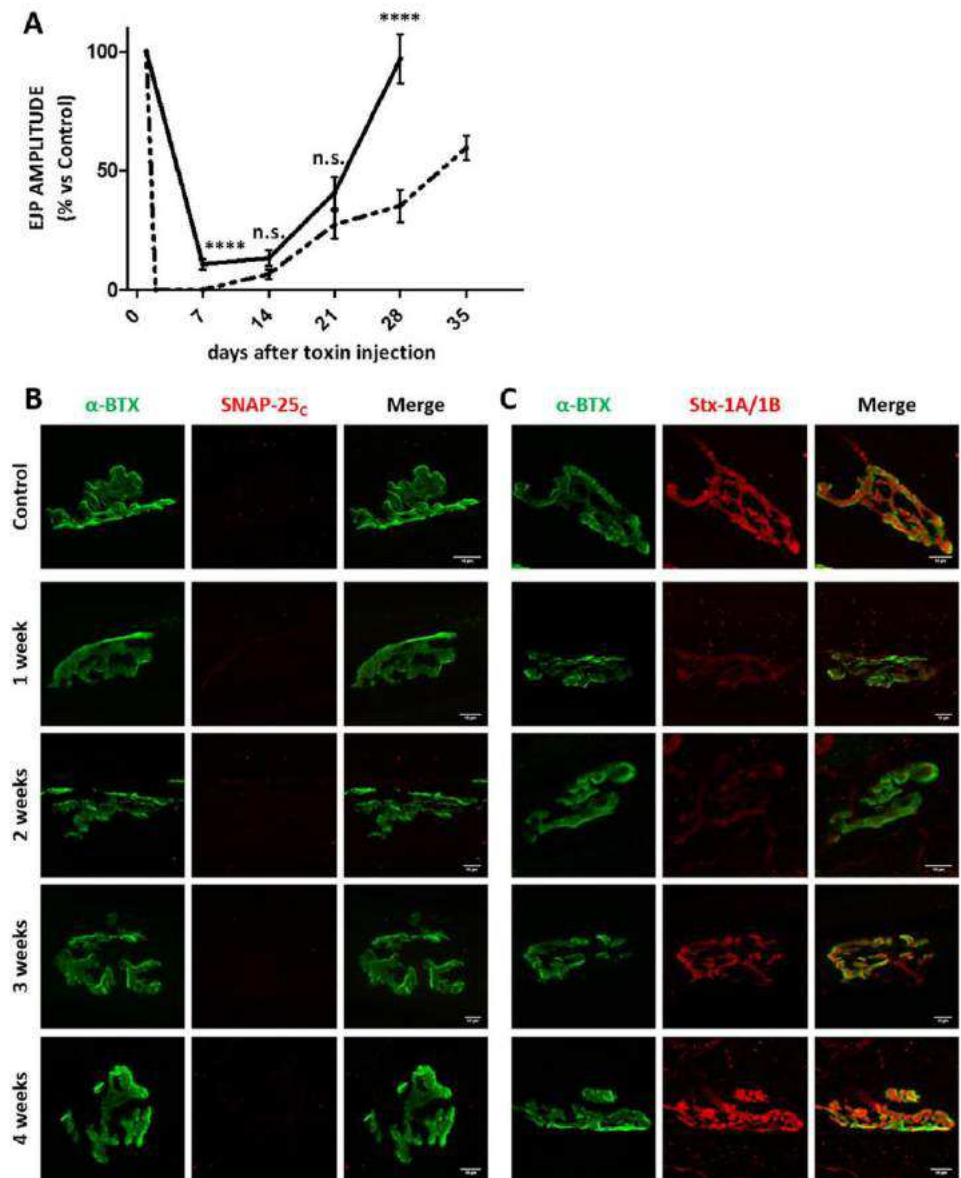 A
****
100
50
0
EJP AMPLITUDE
(% vs Control)
****
n.s.
n.s.
0 7 14 21 28 35
days after toxin injection
B α-BTX SNAP-25c Merge
C α-BTX Stx-1A/1B Merge
Control
1 week
2 weeks
3 weeks
4 weeks